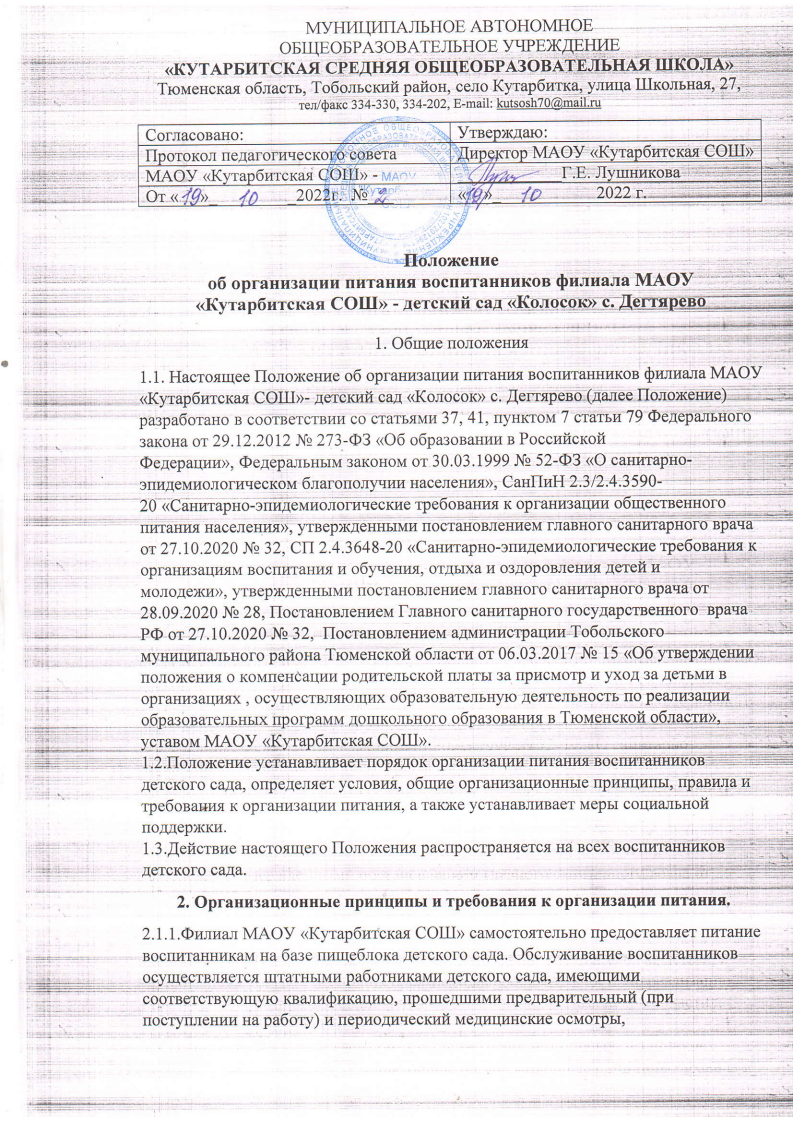 МУНИЦИПАЛЬНОЕ АВТОНОМНОЕ
ОБЩЕОБРАЗОВАТЕЛЬНОЕ УЧРЕЖДЕНИЕ
«КУТАРБИТСКАЯ СРЕДНЯЯ ОБЩЕОБРАЗОВАТЕЛЬНАЯ ШКОЛА»
Тюменская область, Тобольский район, село Кутарбитка, улица Школьная, 27,
тел/факс 334-330, 334-202, E-mail: kutsosh70@mail.ru
Согласовано:
Протокол педагогического совета
МАОУ «Кутарбитская СОШ» -
От «19»_ 10 _2022г. № 2
Утверждаю:
Директор МАОУ «Кутарбитская СОШ»
____________Г.Е. Лушникова
«19»_ 10 2022 г.
МАОУ
Положение
об организации питания воспитанников филиала МАОУ
«Кутарбитская СОШ» - детский сад «Колосок» с. Дегтярево
1. Общие положения
1.1. Настоящее Положение об организации питания воспитанников филиала МАОУ
«Кутарбитская СОШ»- детский сад «Колосок» с. Дегтярево (далее Положение)
разработано в соответствии со статьями 37, 41, пунктом 7 статьи 79 Федерального
закона от 29.12.2012 № 273-ФЗ «Об образовании в Российской
Федерации», Федеральным законом от 30.03.1999 № 52-ФЗ «О санитарно-
эпидемиологическом благополучии населения», СанПиН 2.3/2.4.3590-
20 «Санитарно-эпидемиологические требования к организации общественного
питания населения», утвержденными постановлением главного санитарного врача
от 27.10.2020 № 32, СП 2.4.3648-20 «Санитарно-эпидемиологические требования к
организациям воспитания и обучения, отдыха и оздоровления детей и
молодежи», утвержденными постановлением главного санитарного врача от
28.09.2020 № 28, Постановлением Главного санитарного государственного врача
РФ от 27.10.2020 № 32, Постановлением администрации Тобольского
муниципального района Тюменской области от 06.03.2017 № 15 «Об утверждении
положения о компенсации родительской платы за присмотр и уход за детьми в
организациях , осуществляющих образовательную деятельность по реализации
образовательных программ дошкольного образования в Тюменской области»,
уставом МАОУ «Кутарбитская СОШ».
1.2.Положение устанавливает порядок организации питания воспитанников
детского сада, определяет условия, общие организационные принципы, правила и
требования к организации питания, а также устанавливает меры социальной
поддержки.
1.3.Действие настоящего Положения распространяется на всех воспитанников
детского сада.
2. Организационные принципы и требования к организации питания.
2.1.1.Филиал МАОУ «Кутарбитская СОШ» самостоятельно предоставляет питание
воспитанникам на базе пищеблока детского сада. Обслуживание воспитанников
осуществляется штатными работниками детского сада, имеющими
соответствующую квалификацию, прошедшими предварительный (при
поступлении на работу) и периодический медицинские осмотры,